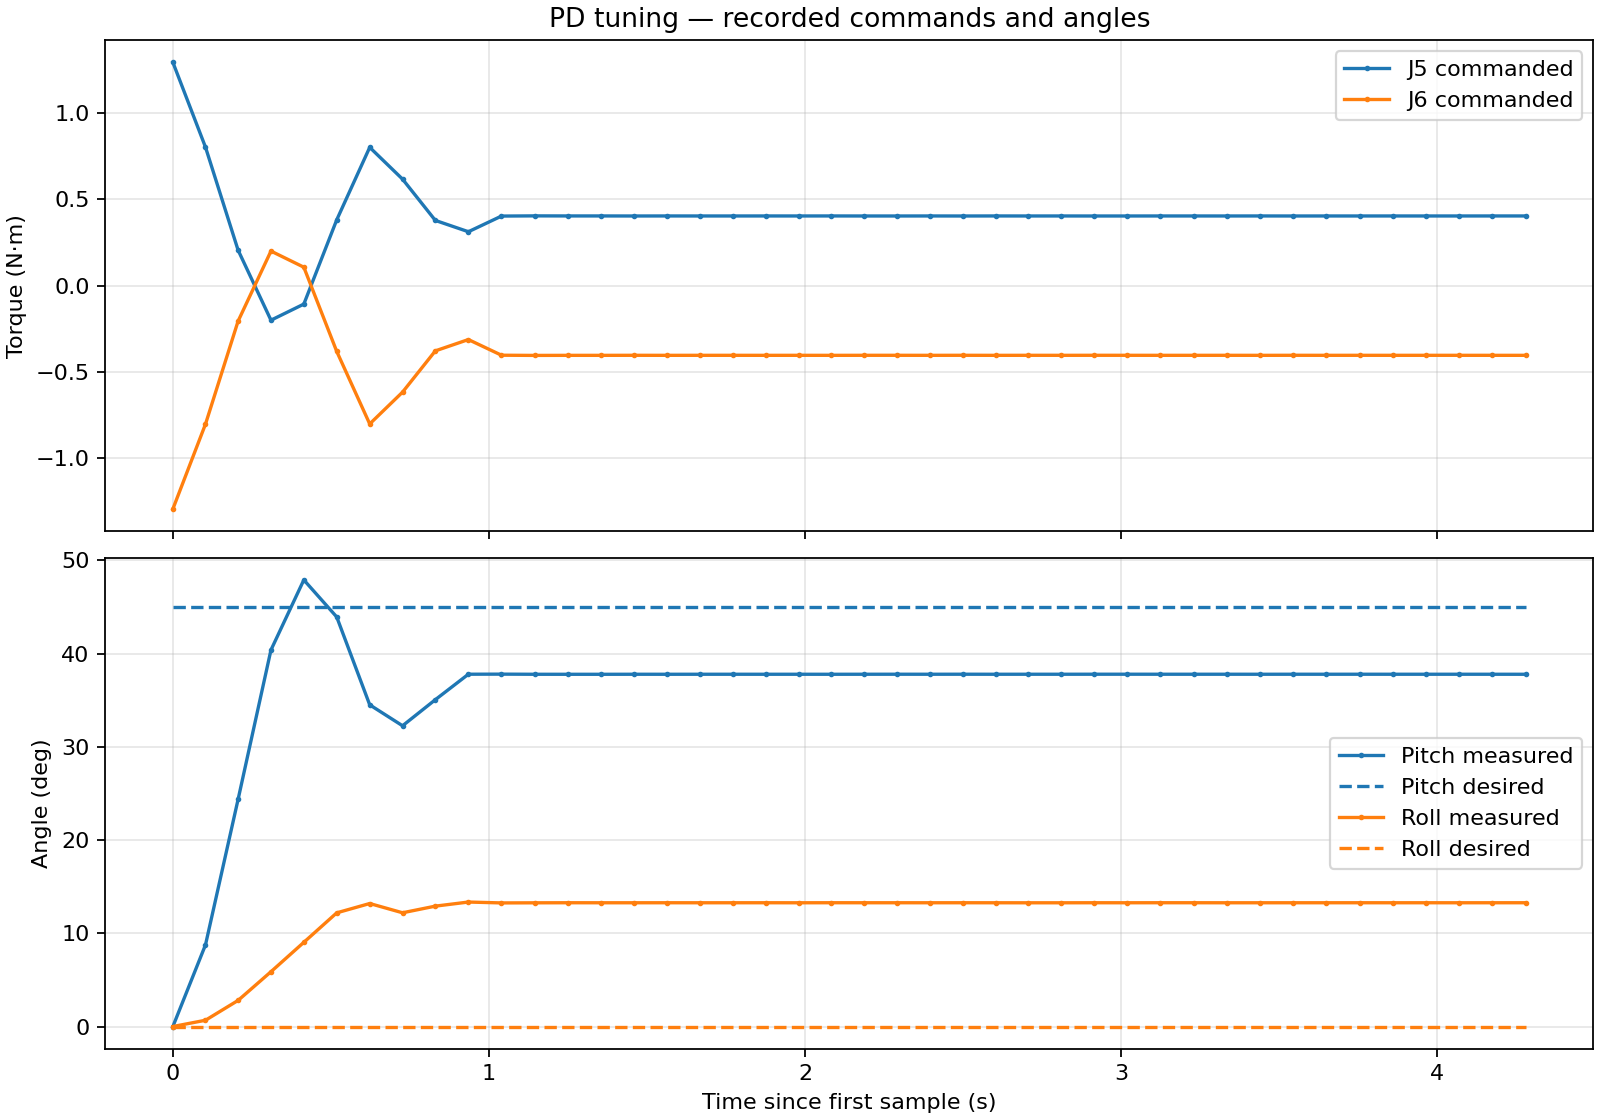 PD tuning — recorded commands and angles
J5 commanded
J6 commanded
Torque (N·m)
1.0
0.5
0.0
−0.5
−1.0
Pitch measured
Pitch desired
Roll measured
Roll desired
Angle (deg)
50
40
30
20
10
0
0 1 2 3 4
Time since first sample (s)